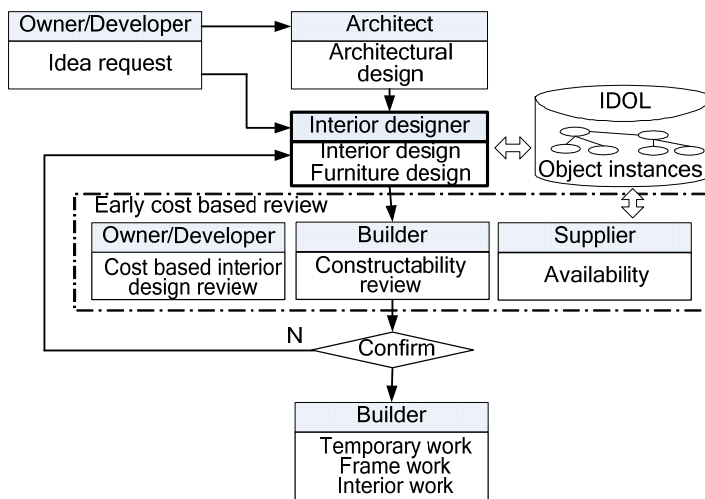 Owner/Developer
Idea request
Architect
Architectural
design
Interior designer
Interior design
Furniture design
IDOL
Object instances
Early cost based review
Owner/Developer
Cost based interior
design review
Builder
Constructability
review
Supplier
Availability
N
Confirm
Builder
Temporary work
Frame work
Interior work